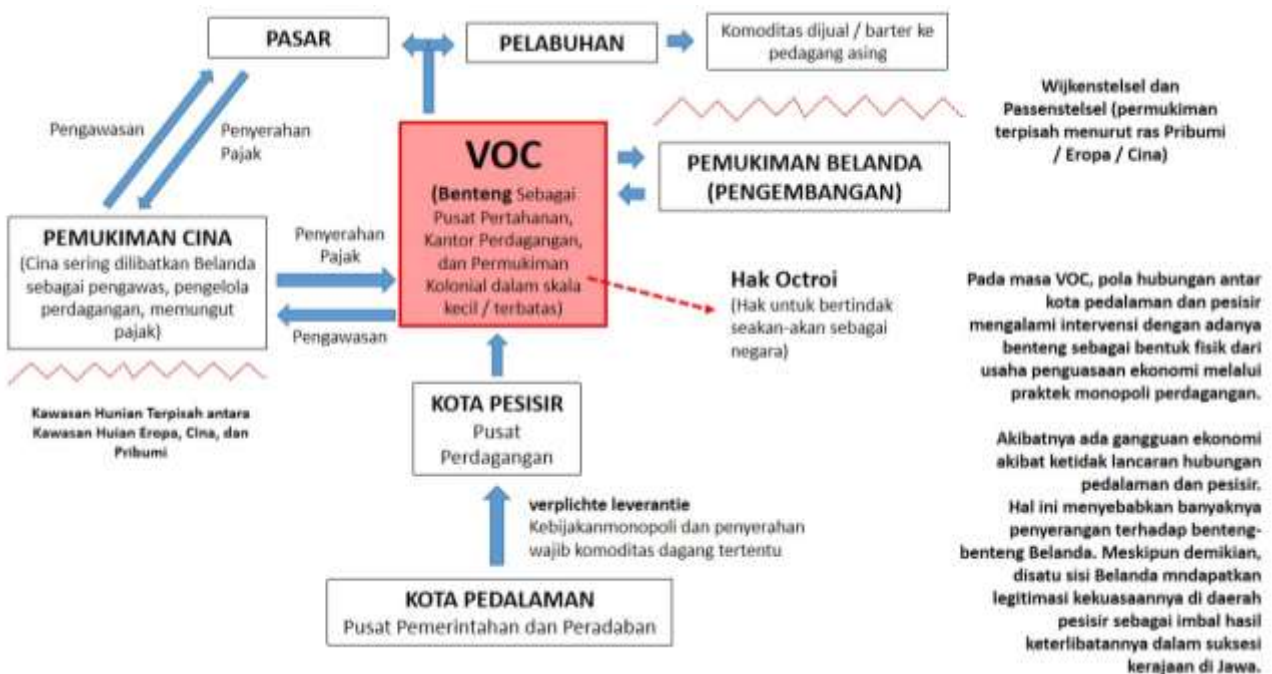 PASAR
PELABUHAN
Komoditas dijual / barter ke
pedagang asing
Wijkenstelsel dan
Passenstelsel (permukiman
terpisah menurut ras Pribumi
/ Eropa / Cina)
Pengawasan
Penyerahan
Pajak
VOC
(Benteng Sebagai
Pusat Pertahanan,
Kantor Perdagangan,
dan Permukiman
Kolonial dalam skala
kecil / terbatas)
PEMUKIMAN BELANDA
(PENGEMBANGAN)
PEMUKIMAN CINA
(Cina sering dilibatkan Belanda
sebagai pengawas, pengelola
perdagangan, memungut
pajak)
Penyerahan
Pajak
Pengawasan
Hak Octroi
(Hak untuk bertindak
seakan-akan sebagai
negara)
Kawasan Hunian Terpisah antara
Kawasan Huian Eropa, Cina, dan
Pribumi
KOTA PESISIR
Pusat
Perdagangan
verplichte leverantie
Kebijakanmonopoli dan penyerahan
wajib komoditas dagang tertentu
KOTA PEDALAMAN
Pusat Pemerintahan dan Peradaban
Pada masa VOC, pola hubungan antar
kota pedalaman dan pesisir
mengalami intervensi dengan adanya
benteng sebagai bentuk fisik dari
usaha penguasaan ekonomi melalui
praktek monopoli perdagangan.
Akibatnya ada gangguan ekonomi
akibat ketidak lancaran hubungan
pedalaman dan pesisir.
Hal ini menyebabkan banyaknya
penyerangan terhadap benteng-
benteng Belanda. Meskipun demikian,
disatu sisi Belanda mndapatkan
legitimasi kekuasaannya di daerah
pesisir sebagai imbal hasil
keterlibatannya dalam suksesi
kerajaan di Jawa.